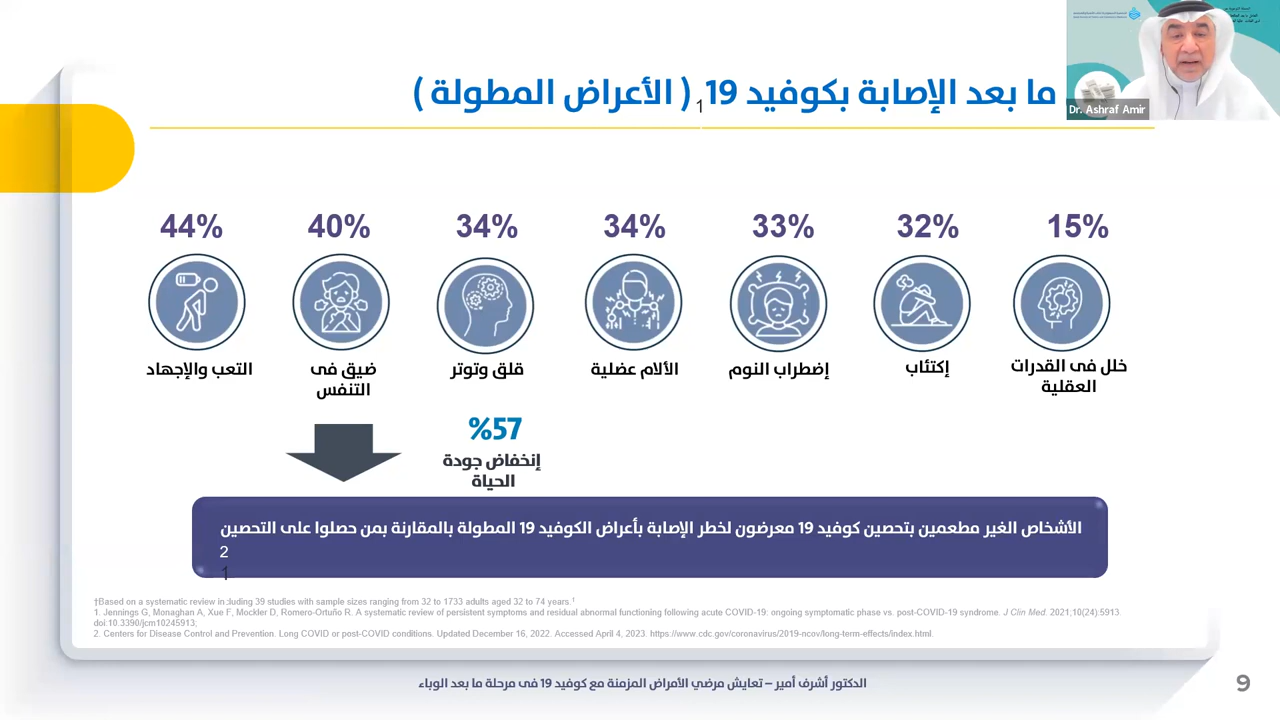 Dr. Ashraf Amir
ما بعد الإصابة بكوفيد 19 ( الأعراض المطولة )
1
44%
40%
34%
34%
33%
32%
15%
التعب والإجهاد
ضيق فى
التنفس
قلق وتوتر
الألام عضلية
إضطراب النوم
إكتئاب
خلل فى القدرات
العقلية
%57
إنخفاض جودة
الحياة
الأشخاص الغير مطعمين بتحصين كوفيد 19 معرضون لخطر الإصابة بأعراض الكوفيد 19 المطولة بالمقارنة بمن حصلوا على التحصين
2
1
†Based on a systematic review including 39 studies with sample sizes ranging from 32 to 1733 adults aged 32 to 74 years.1
1. Jennings G, Monaghan A, Xue F, Mockler D, Romero-Ortuño R. A systematic review of persistent symptoms and residual abnormal functioning following acute COVID-19: ongoing symptomatic phase vs. post-COVID-19 syndrome. J Clin Med. 2021;10(24):5913.
doi:10.3390/jcm10245913;
2. Centers for Disease Control and Prevention. Long COVID or post-COVID conditions. Updated December 16, 2022. Accessed April 4, 2023. https://www.cdc.gov/coronavirus/2019-ncov/long-term-effects/index.html.
الدكتور أشرف أمير – تعايش مرضي الأمراض المزمنة مع كوفيد 19 فى مرحلة ما بعد الوباء
9